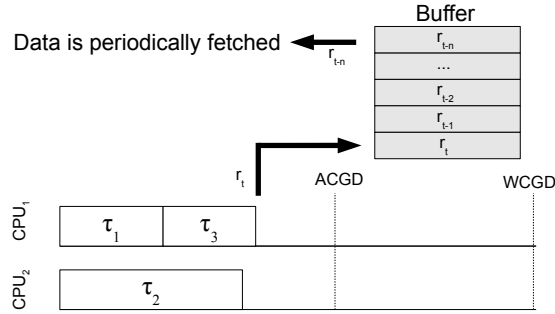 Buffer
Data is periodically fetched
r_{t-n}
r_{t-n}
...
r_{t-2}
r_{t-1}
r_t
r_t
ACGD
WCGD
CPU_1
τ_1
τ_3
CPU_2
τ_2